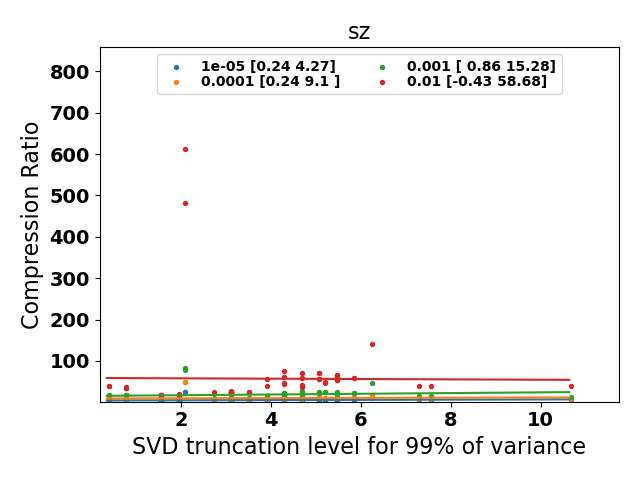 sz
1e-05 [0.24 4.27]
0.0001 [0.24 9.1 ]
0.001 [ 0.86 15.28]
0.01 [-0.43 58.68]
Compression Ratio
800
700
600
500
400
300
200
100
2 4 6 8 10
SVD truncation level for 99% of variance